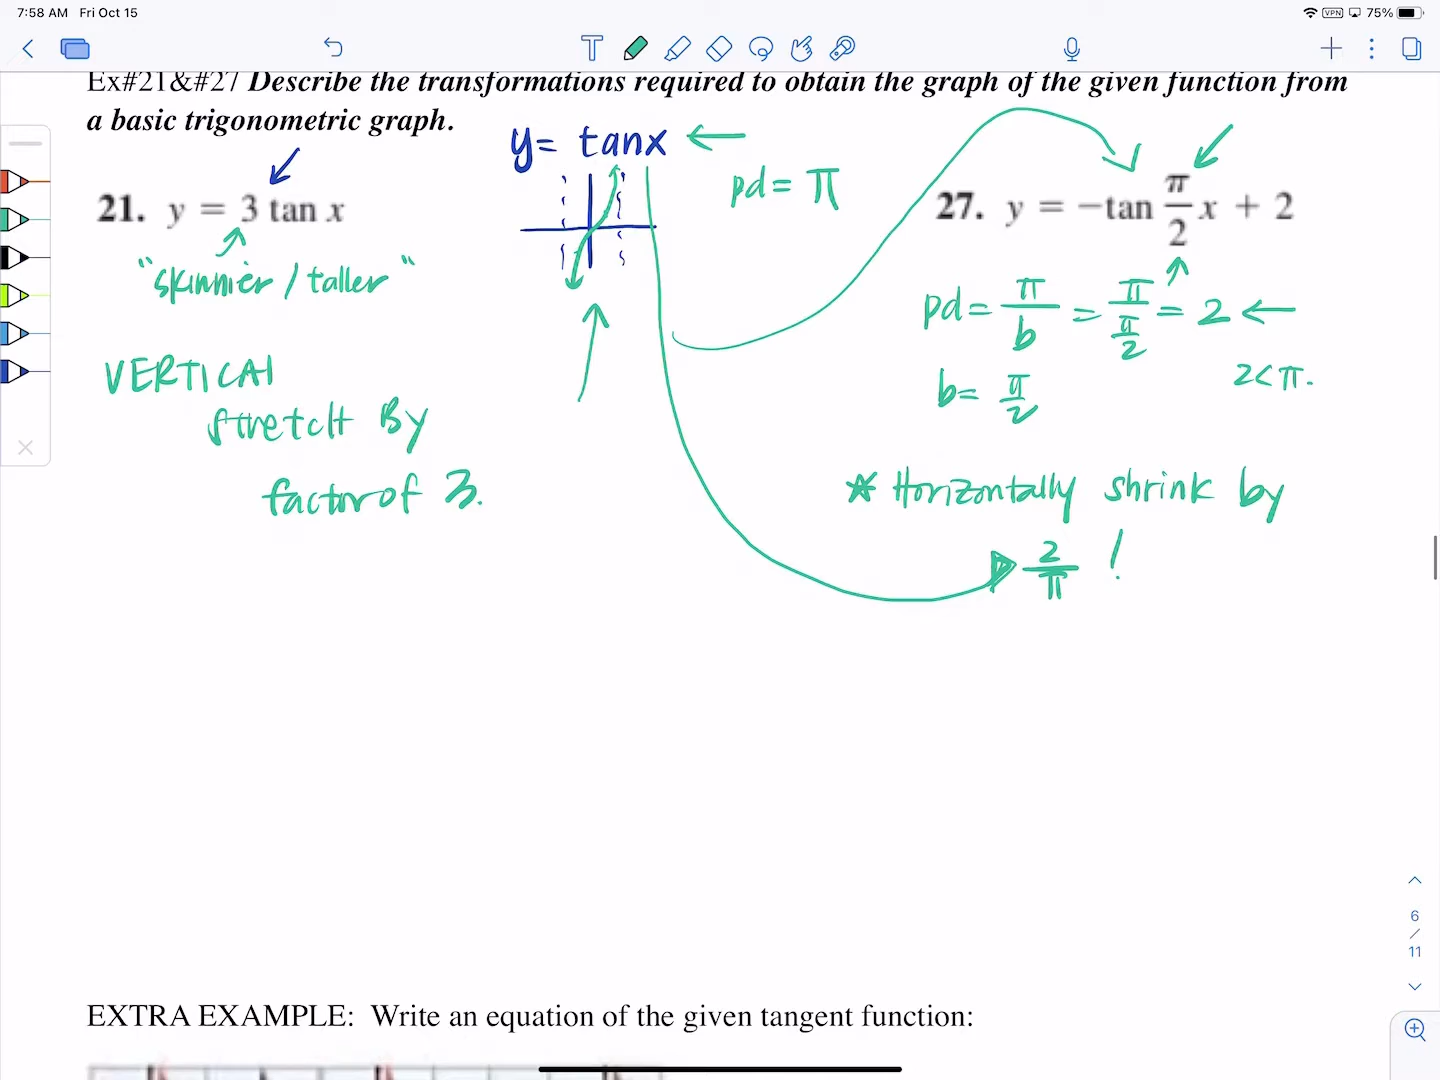 7:58 AM Fri Oct 15
VPN 75%
Ex#21&#27 Describe the transformations required to obtain the graph of the given function from
a basic trigonometric graph.
y= tanx ←
pd= π
21. y = 3 tan x
"skinnier / taller"
VERTICAL
stretch By
factor of 3.
27. y = −tan π/2 x + 2
pd= π/b = π/(π/2) = 2 ←
b= π/2
2<π.
* Horizontally shrink by
2/π !
6
/
11
EXTRA EXAMPLE: Write an equation of the given tangent function: